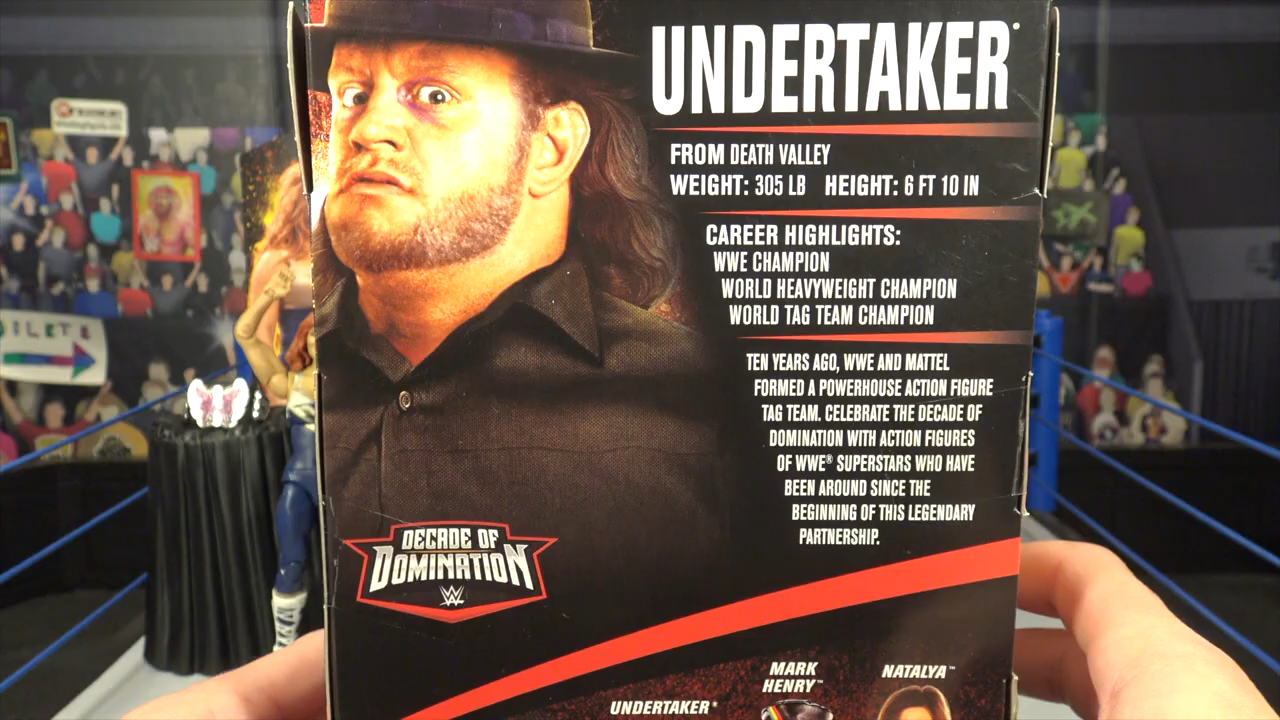 UNDERTAKER
FROM DEATH VALLEY
WEIGHT: 305 LB HEIGHT: 6 FT 10 IN
CAREER HIGHLIGHTS:
WWE CHAMPION
WORLD HEAVYWEIGHT CHAMPION
WORLD TAG TEAM CHAMPION
TEN YEARS AGO, WWE AND MATTEL
FORMED A POWERHOUSE ACTION FIGURE
TAG TEAM. CELEBRATE THE DECADE OF
DOMINATION WITH ACTION FIGURES
OF WWE® SUPERSTARS WHO HAVE
BEEN AROUND SINCE THE
BEGINNING OF THIS LEGENDARY
PARTNERSHIP.
DECADE OF
DOMINATION
W
MARK
HENRY™
NATALYA™
UNDERTAKER®